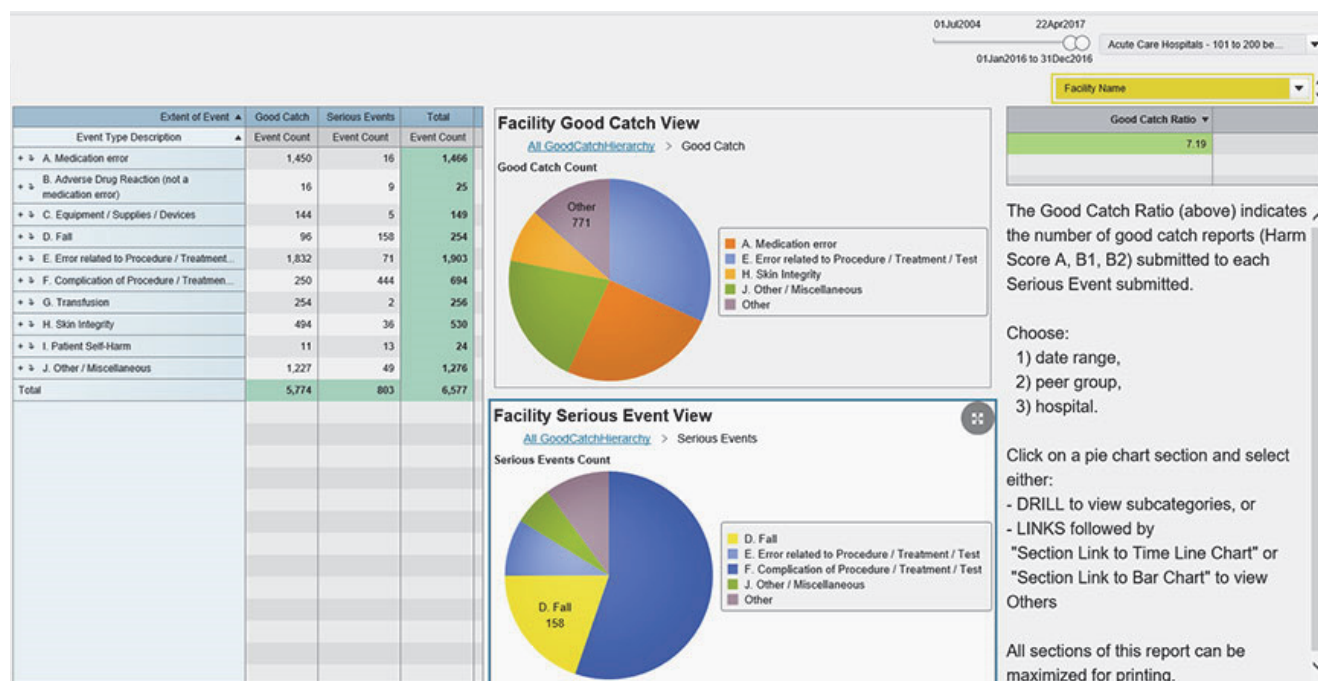 01Jul2004 22Apr2017
01Jan2016 to 31Dec2016
Acute Care Hospitals - 101 to 200 be...
Facility Name
Extent of Event Good Catch Serious Events Total
Event Type Description Event Count Event Count Event Count
A. Medication error 1,450 16 1,466
B. Adverse Drug Reaction (not a
medication error) 16 9 25
C. Equipment / Supplies / Devices 144 5 149
D. Fall 96 158 254
E. Error related to Procedure / Treatment... 1,832 71 1,903
F. Complication of Procedure / Treatmen... 250 444 694
G. Transfusion 254 2 256
H. Skin Integrity 494 36 530
I. Patient Self-Harm 11 13 24
J. Other / Miscellaneous 1,227 49 1,276
Total 5,774 803 6,577
Facility Good Catch View
All GoodCatchHierarchy > Good Catch
Good Catch Count
Other
771
A. Medication error
E. Error related to Procedure / Treatment / Test
H. Skin Integrity
J. Other / Miscellaneous
Other
Facility Serious Event View
All GoodCatchHierarchy > Serious Events
Serious Events Count
D. Fall
158
D. Fall
E. Error related to Procedure / Treatment / Test
F. Complication of Procedure / Treatment / Test
J. Other / Miscellaneous
Other
Good Catch Ratio
7.19
The Good Catch Ratio (above) indicates
the number of good catch reports (Harm
Score A, B1, B2) submitted to each
Serious Event submitted.
Choose:
1) date range,
2) peer group,
3) hospital.
Click on a pie chart section and select
either:
- DRILL to view subcategories, or
- LINKS followed by
"Section Link to Time Line Chart" or
"Section Link to Bar Chart" to view
Others
All sections of this report can be
maximized for printing.